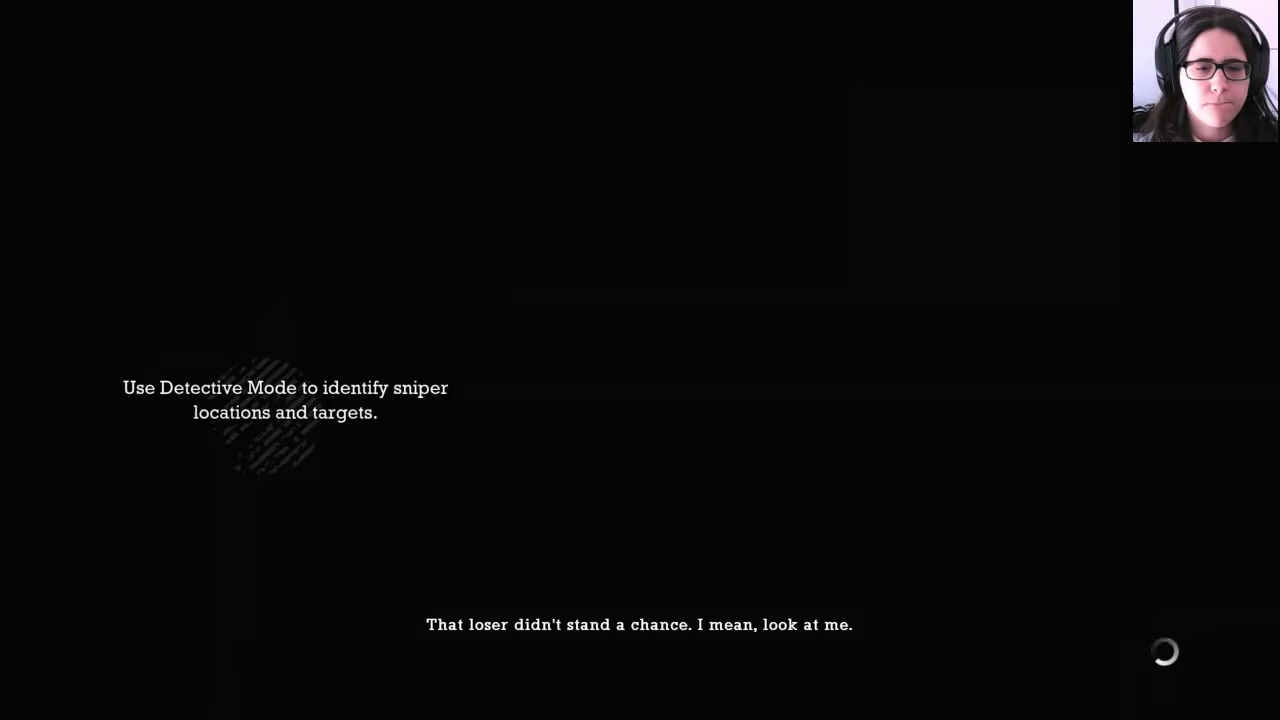 Use Detective Mode to identify sniper
locations and targets.
That loser didn't stand a chance. I mean, look at me.